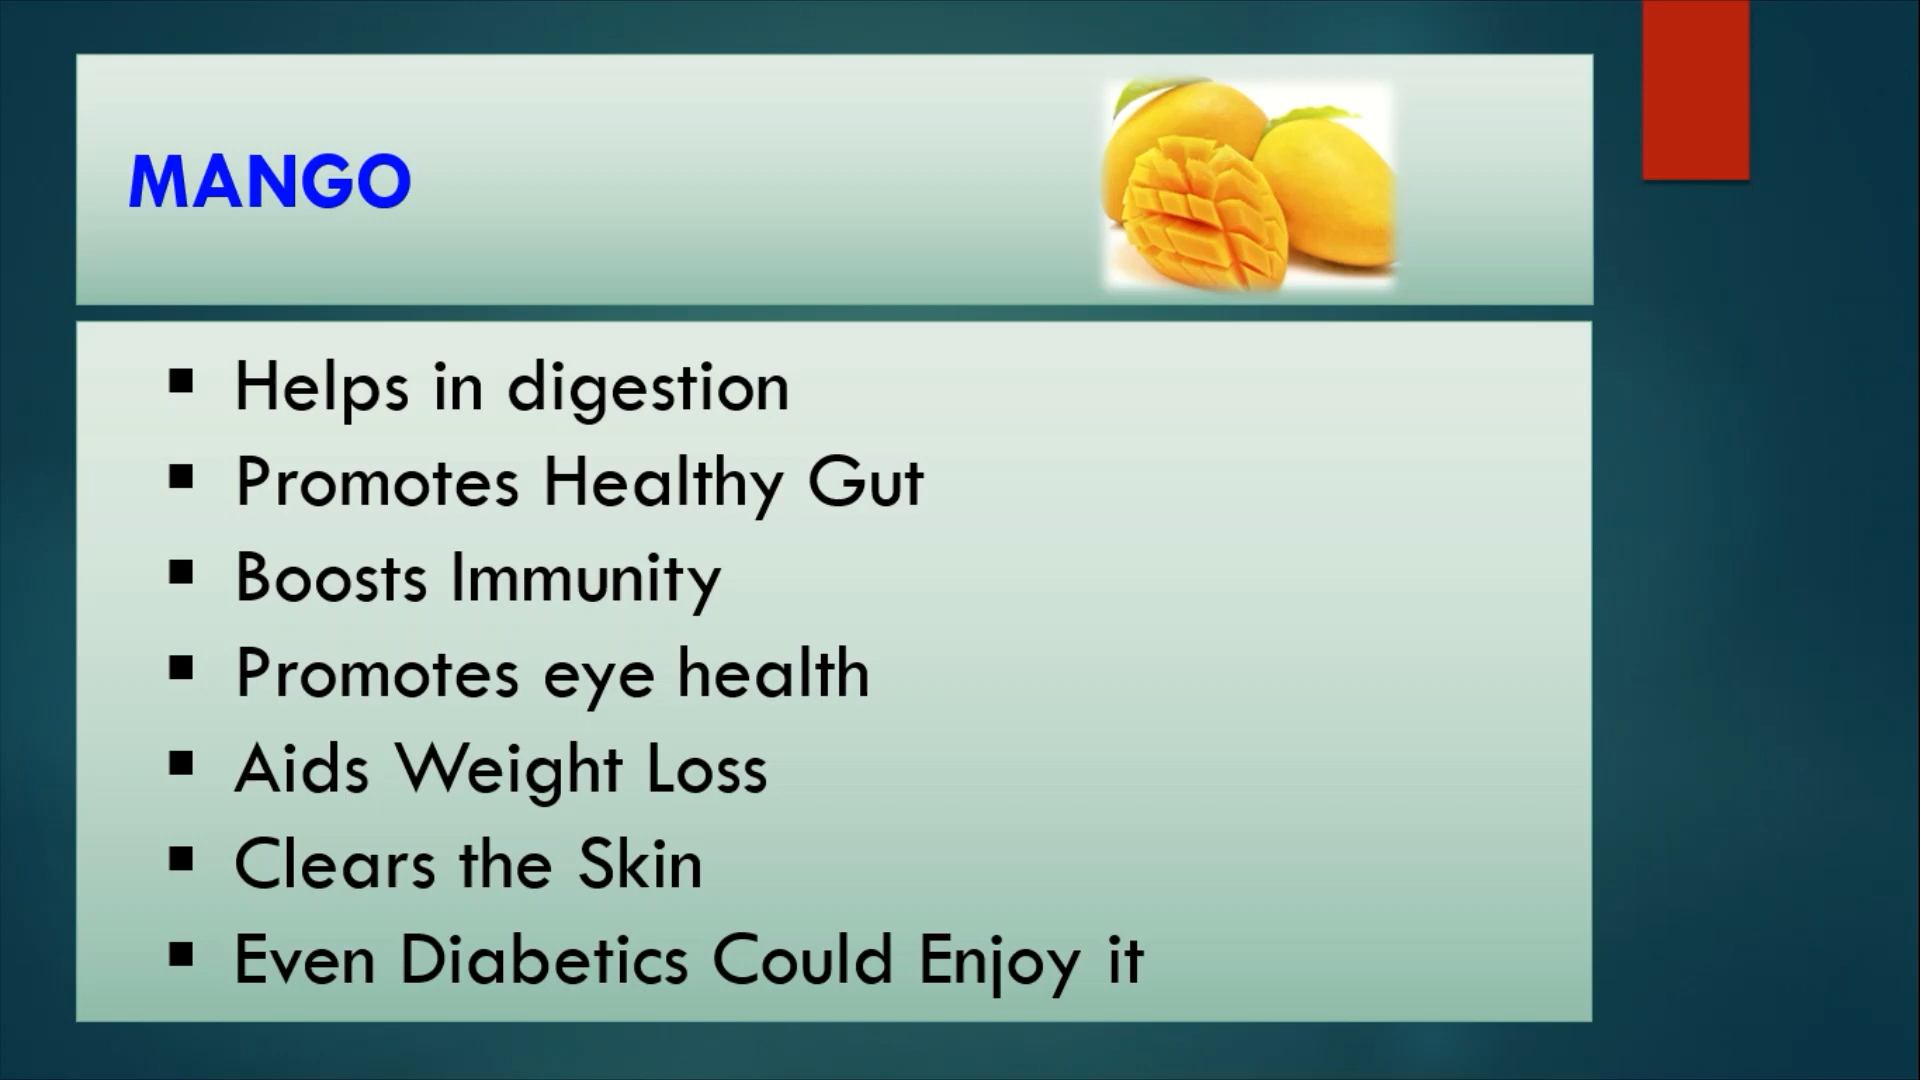 MANGO
▪ Helps in digestion
▪ Promotes Healthy Gut
▪ Boosts Immunity
▪ Promotes eye health
▪ Aids Weight Loss
▪ Clears the Skin
▪ Even Diabetics Could Enjoy it